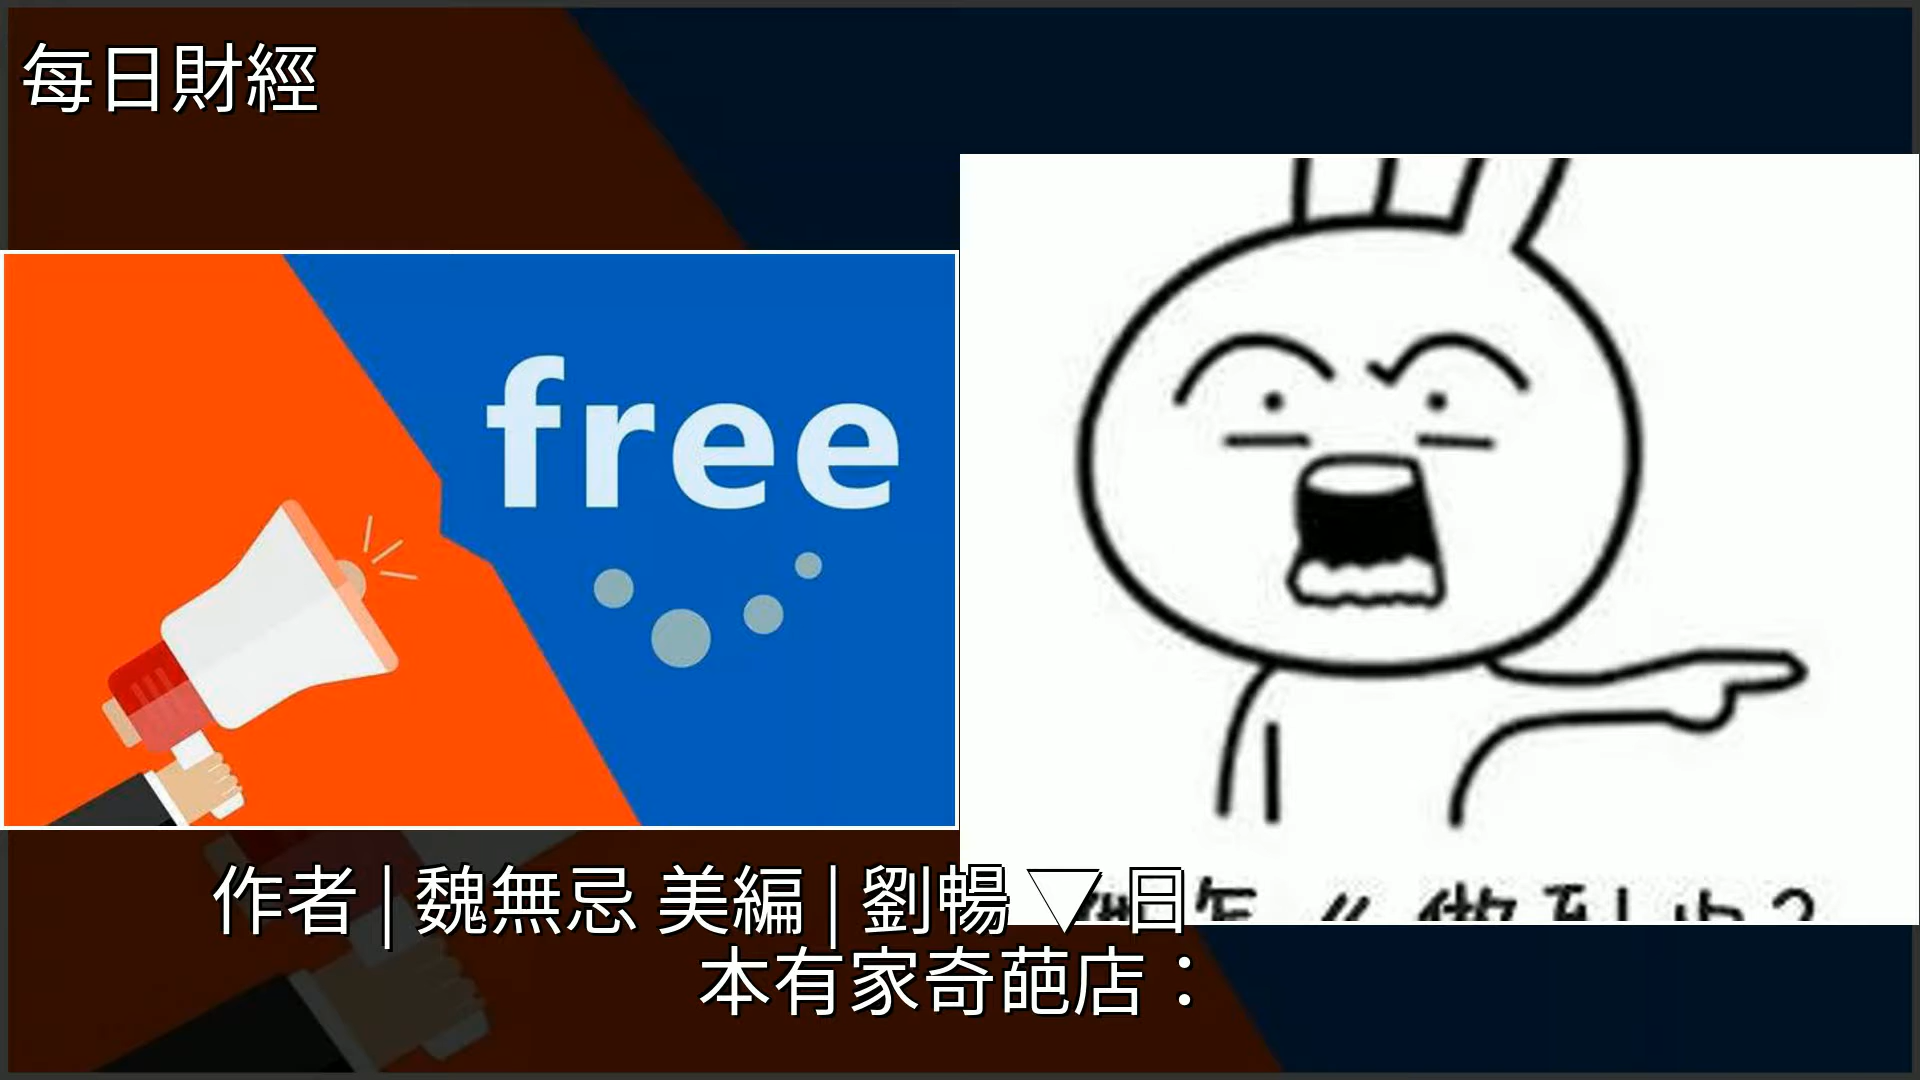 每日財經
free
作者 | 魏無忌 美編 | 劉暢 ▽ 日
本有家奇葩店：